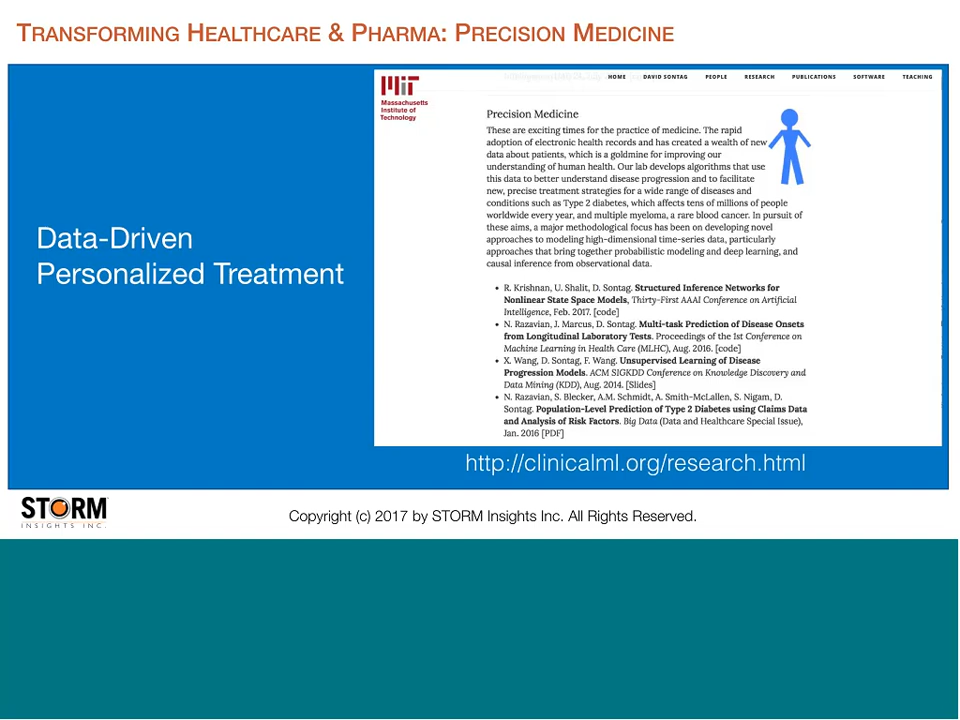 TRANSFORMING HEALTHCARE & PHARMA: PRECISION MEDICINE
Data-Driven
Personalized Treatment
MIT
Massachusetts
Institute of
Technology
HOME DAVID SONTAG PEOPLE RESEARCH PUBLICATIONS SOFTWARE TEACHING
Precision Medicine
These are exciting times for the practice of medicine. The rapid
adoption of electronic health records and has created a wealth of new
data about patients, which is a goldmine for improving our
understanding of human health. Our lab develops algorithms that use
this data to better understand disease progression and to facilitate
new, precise treatment strategies for a wide range of diseases and
conditions such as Type 2 diabetes, which affects tens of millions of people
worldwide every year, and multiple myeloma, a rare blood cancer. In pursuit of
these aims, a major methodological focus has been on developing novel
approaches to modeling high-dimensional time-series data, particularly
approaches that bring together probabilistic modeling and deep learning, and
causal inference from observational data.
• R. Krishnan, U. Shalit, D. Sontag. Structured Inference Networks for
Nonlinear State Space Models, Thirty-First AAAI Conference on Artificial
Intelligence, Feb. 2017. [code]
• N. Razavian, J. Marcus, D. Sontag. Multi-task Prediction of Disease Onsets
from Longitudinal Laboratory Tests. Proceedings of the 1st Conference on
Machine Learning in Health Care (MLHC), Aug. 2016. [code]
• X. Wang, D. Sontag, F. Wang. Unsupervised Learning of Disease
Progression Models. ACM SIGKDD Conference on Knowledge Discovery and
Data Mining (KDD), Aug. 2014. [Slides]
• N. Razavian, S. Blecker, A.M. Schmidt, A. Smith-McLallen, S. Nigam, D.
Sontag. Population-Level Prediction of Type 2 Diabetes using Claims Data
and Analysis of Risk Factors. Big Data (Data and Healthcare Special Issue),
Jan. 2016 [PDF]
http://clinicalml.org/research.html
STORM
INSIGHTS INC.
Copyright (c) 2017 by STORM Insights Inc. All Rights Reserved.